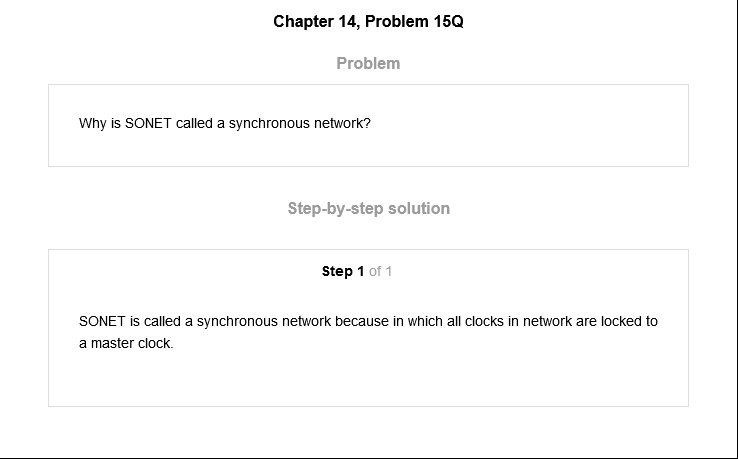 Chapter 14, Problem 15Q
Problem
Why is SONET called a synchronous network?
Step-by-step solution
Step 1 of 1
SONET is called a synchronous network because in which all clocks in network are locked to
a master clock.